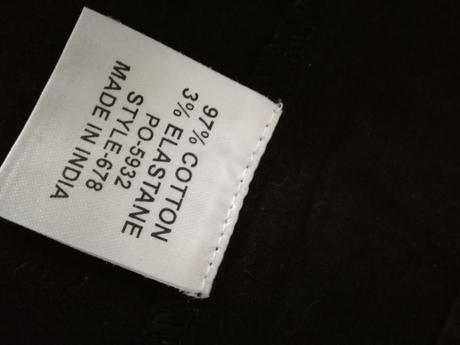 97% COTTON
3% ELASTANE
PO-5932
STYLE-678
MADE IN INDIA